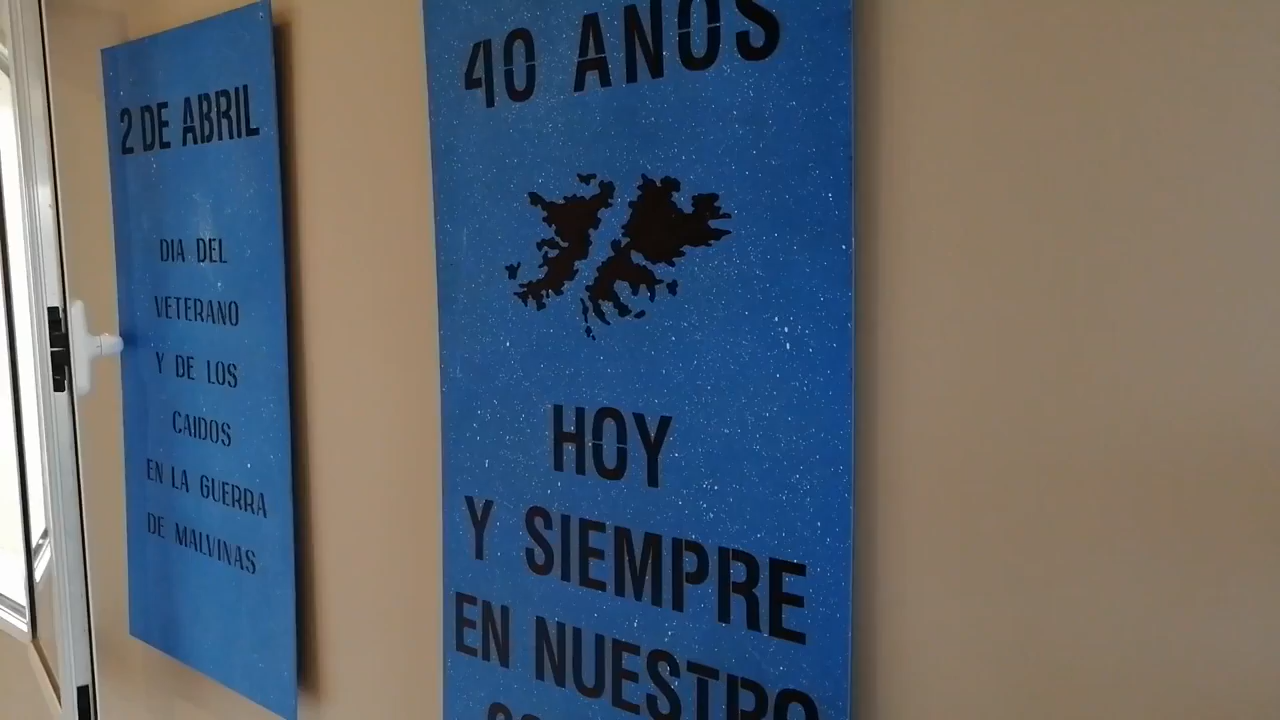 2 DE ABRIL
DIA DEL
VETERANO
Y DE LOS
CAIDOS
EN LA GUERRA
DE MALVINAS
40 ANOS
HOY
Y SIEMPRE
EN NUESTRO